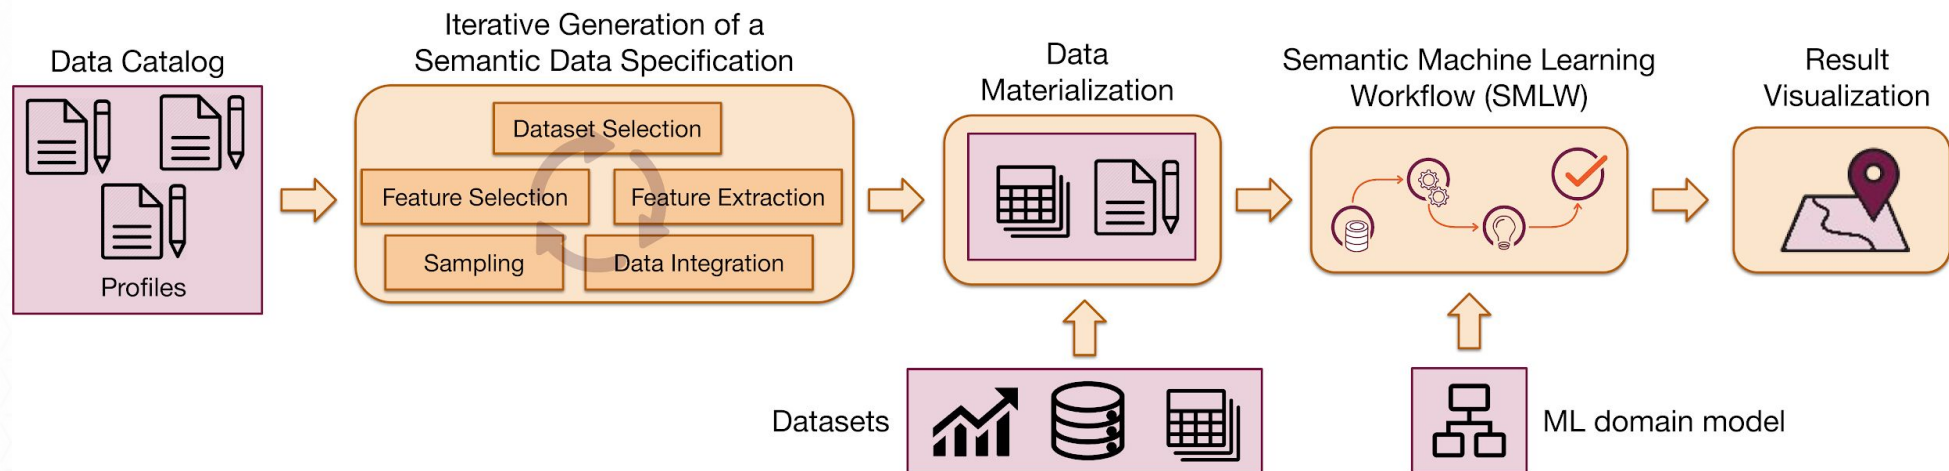 Data Catalog
Profiles
Iterative Generation of a
Semantic Data Specification
Dataset Selection
Feature Selection
Feature Extraction
Sampling
Data Integration
Data
Materialization
Semantic Machine Learning
Workflow (SMLW)
Result
Visualization
Datasets
ML domain model